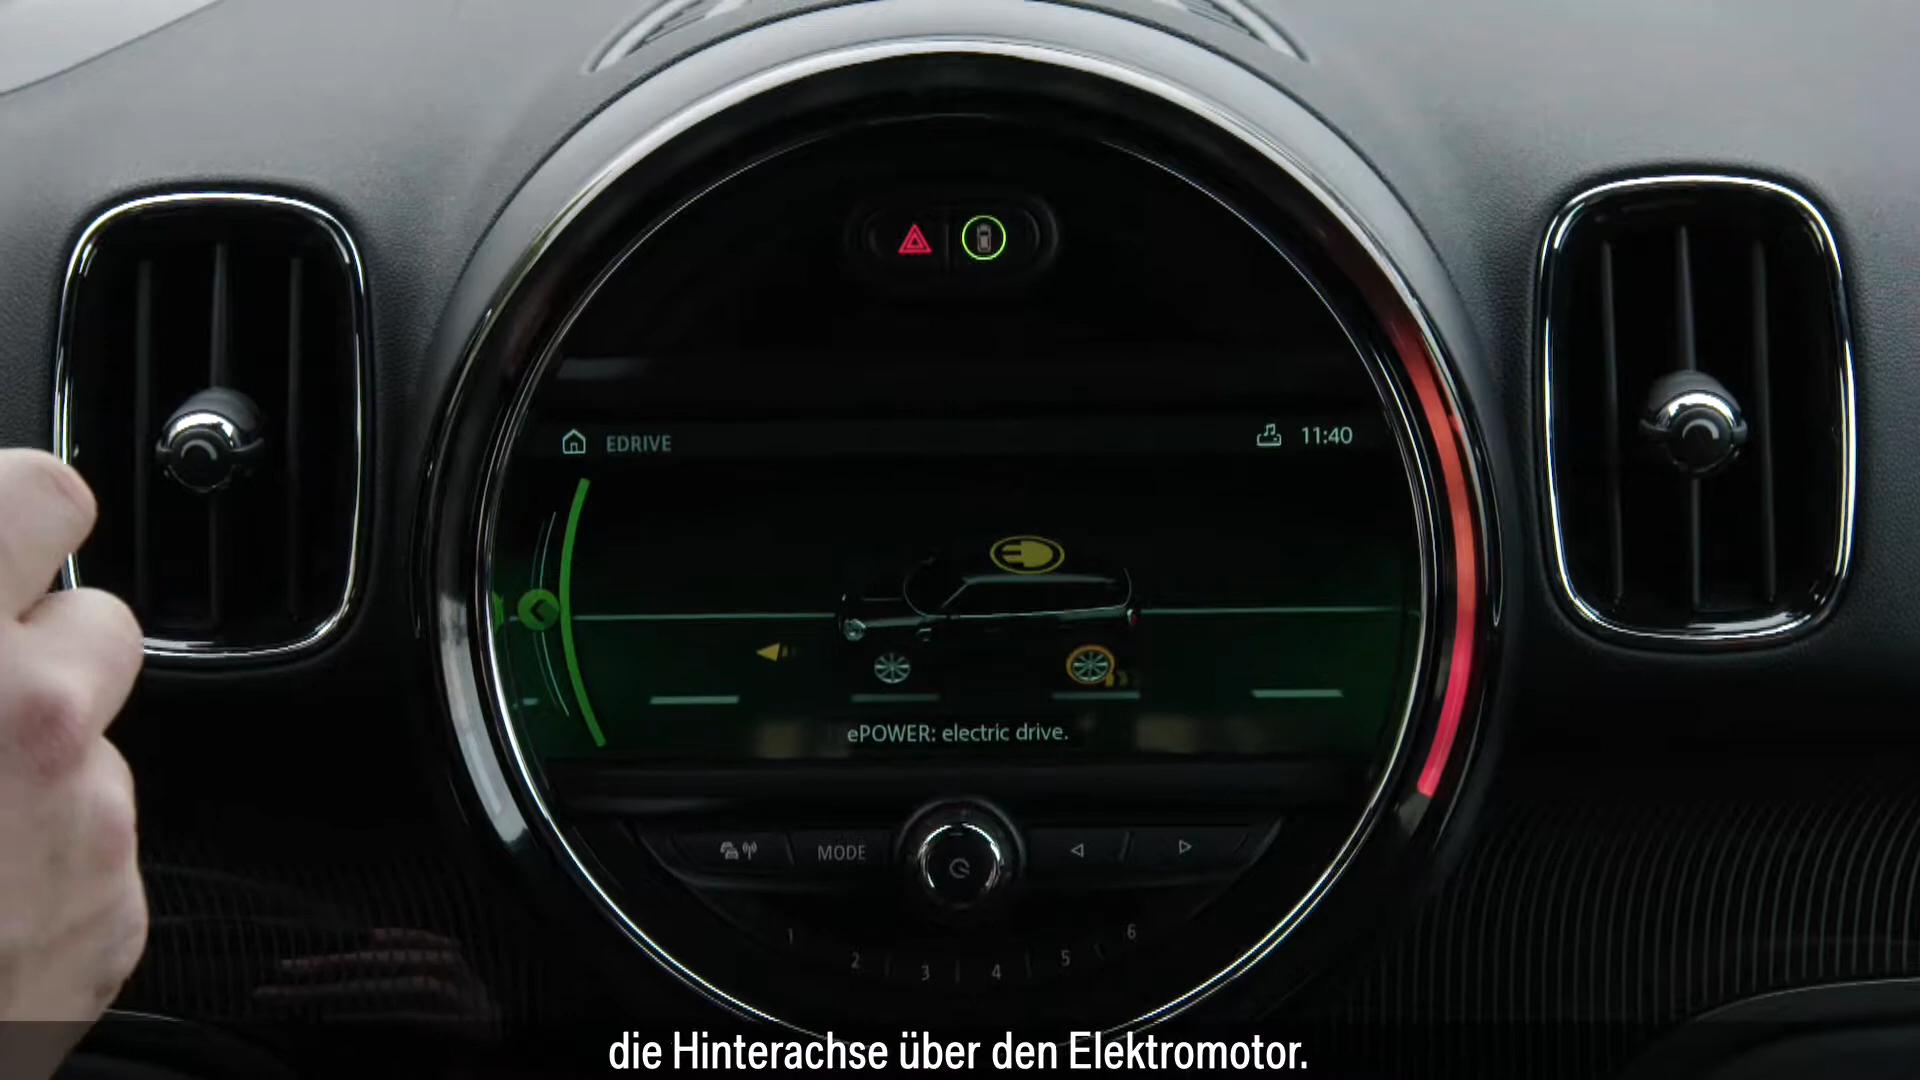 EDRIVE
11:40
ePOWER: electric drive.
MODE
1 2 3 4 5 6
die Hinterachse über den Elektromotor.